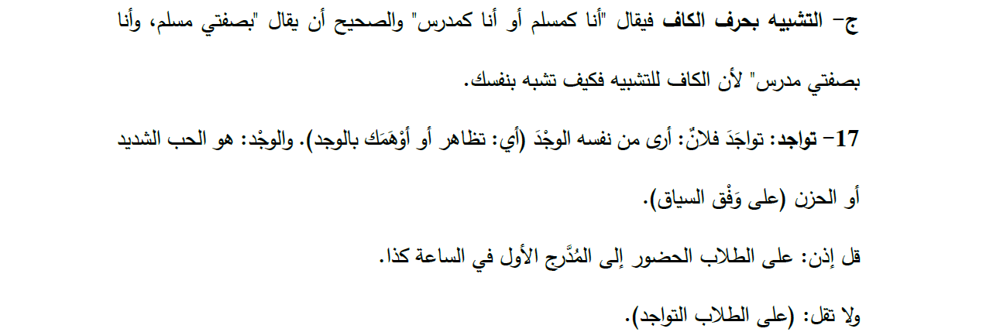 ج- التشبيه بحرف الكاف فيقال "أنا كمسلم أو أنا كمدرس" والصحيح أن يقال "بصفتي مسلم، وأنا
بصفتي مدرس" لأن الكاف للتشبيه فكيف تشبه بنفسك.
17- تواجد: تواجَدَ فلانٌ: أرى من نفسه الوجْدَ (أي: تظاهر أو أوْهَمَك بالوجد). والوجْد: هو الحب الشديد
أو الحزن (على وَفْق السياق).
قل إذن: على الطلاب الحضور إلى المُدَّرج الأول في الساعة كذا.
ولا تقل: (على الطلاب التواجد).